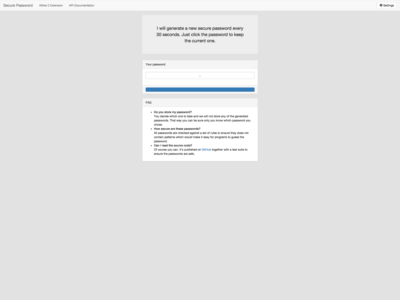 Secure Password
API Documentation
Settings
I will generate a new secure password every
30 seconds. Just click the password to keep
the current one.
Your password
FAQ
Do you store my password?
You decide which one to take and we will not store any of the generated
passwords. That way you can be sure only you know which password you
chose.
How secure are these passwords?
All passwords are checked against a set of rules to ensure they does not
contain patterns which would make it easy for programs to guess the
password.
Can I read the source code?
Of course you can. It's published on GitHub together with a test suite to
ensure the passwords are safe.